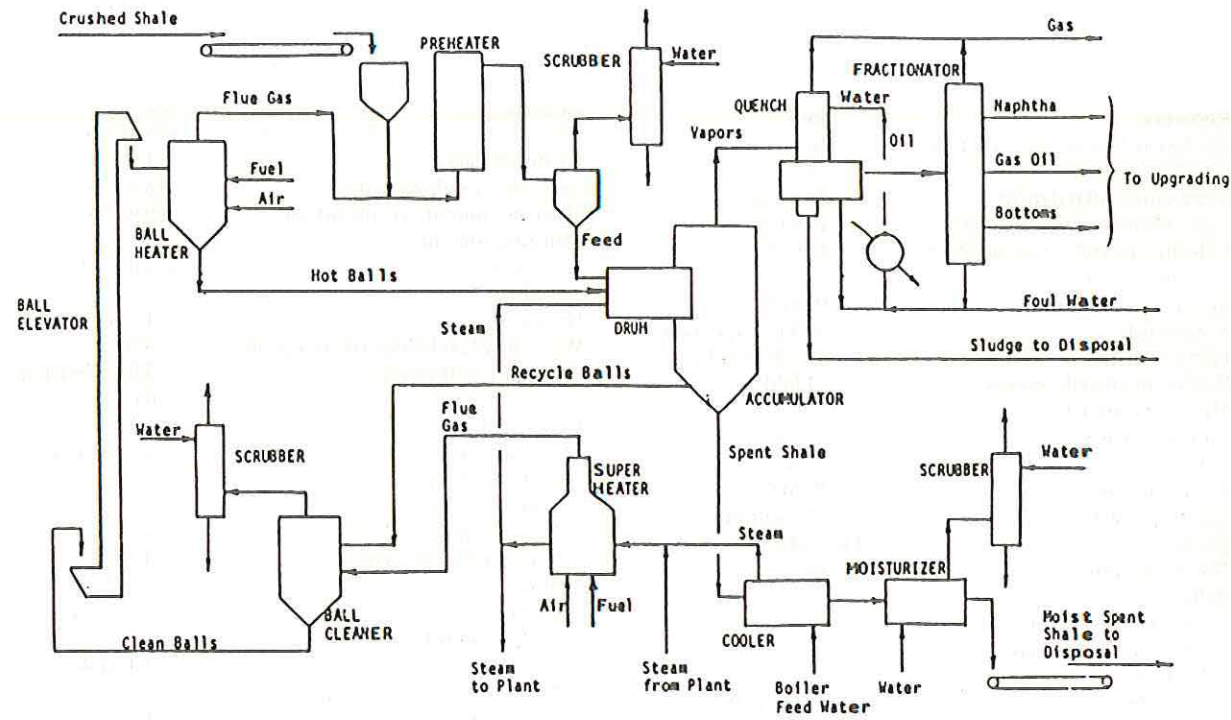 Crushed Shale
PREHEATER
SCRUBBER
Water
Gas
FRACTIONATOR
Flue Gas
QUENCH
Water
Naphtha
Vapors
Oil
Fuel
Gas Oil
To Upgrading
Air
BALL
HEATER
Feed
Bottoms
Hot Balls
BALL
ELEVATOR
Steam
DRUM
Foul Water
Sludge to Disposal
Recycle Balls
ACCUMULATOR
Flue
Gas
Water
SCRUBBER
SUPER
HEATER
Spent Shale
SCRUBBER
Water
Steam
MOISTURIZER
Air
Fuel
BALL
CLEANER
COOLER
Clean Balls
Moist Spent
Shale to
Disposal
Steam
to Plant
Steam
from Plant
Boiler
Feed Water
Water